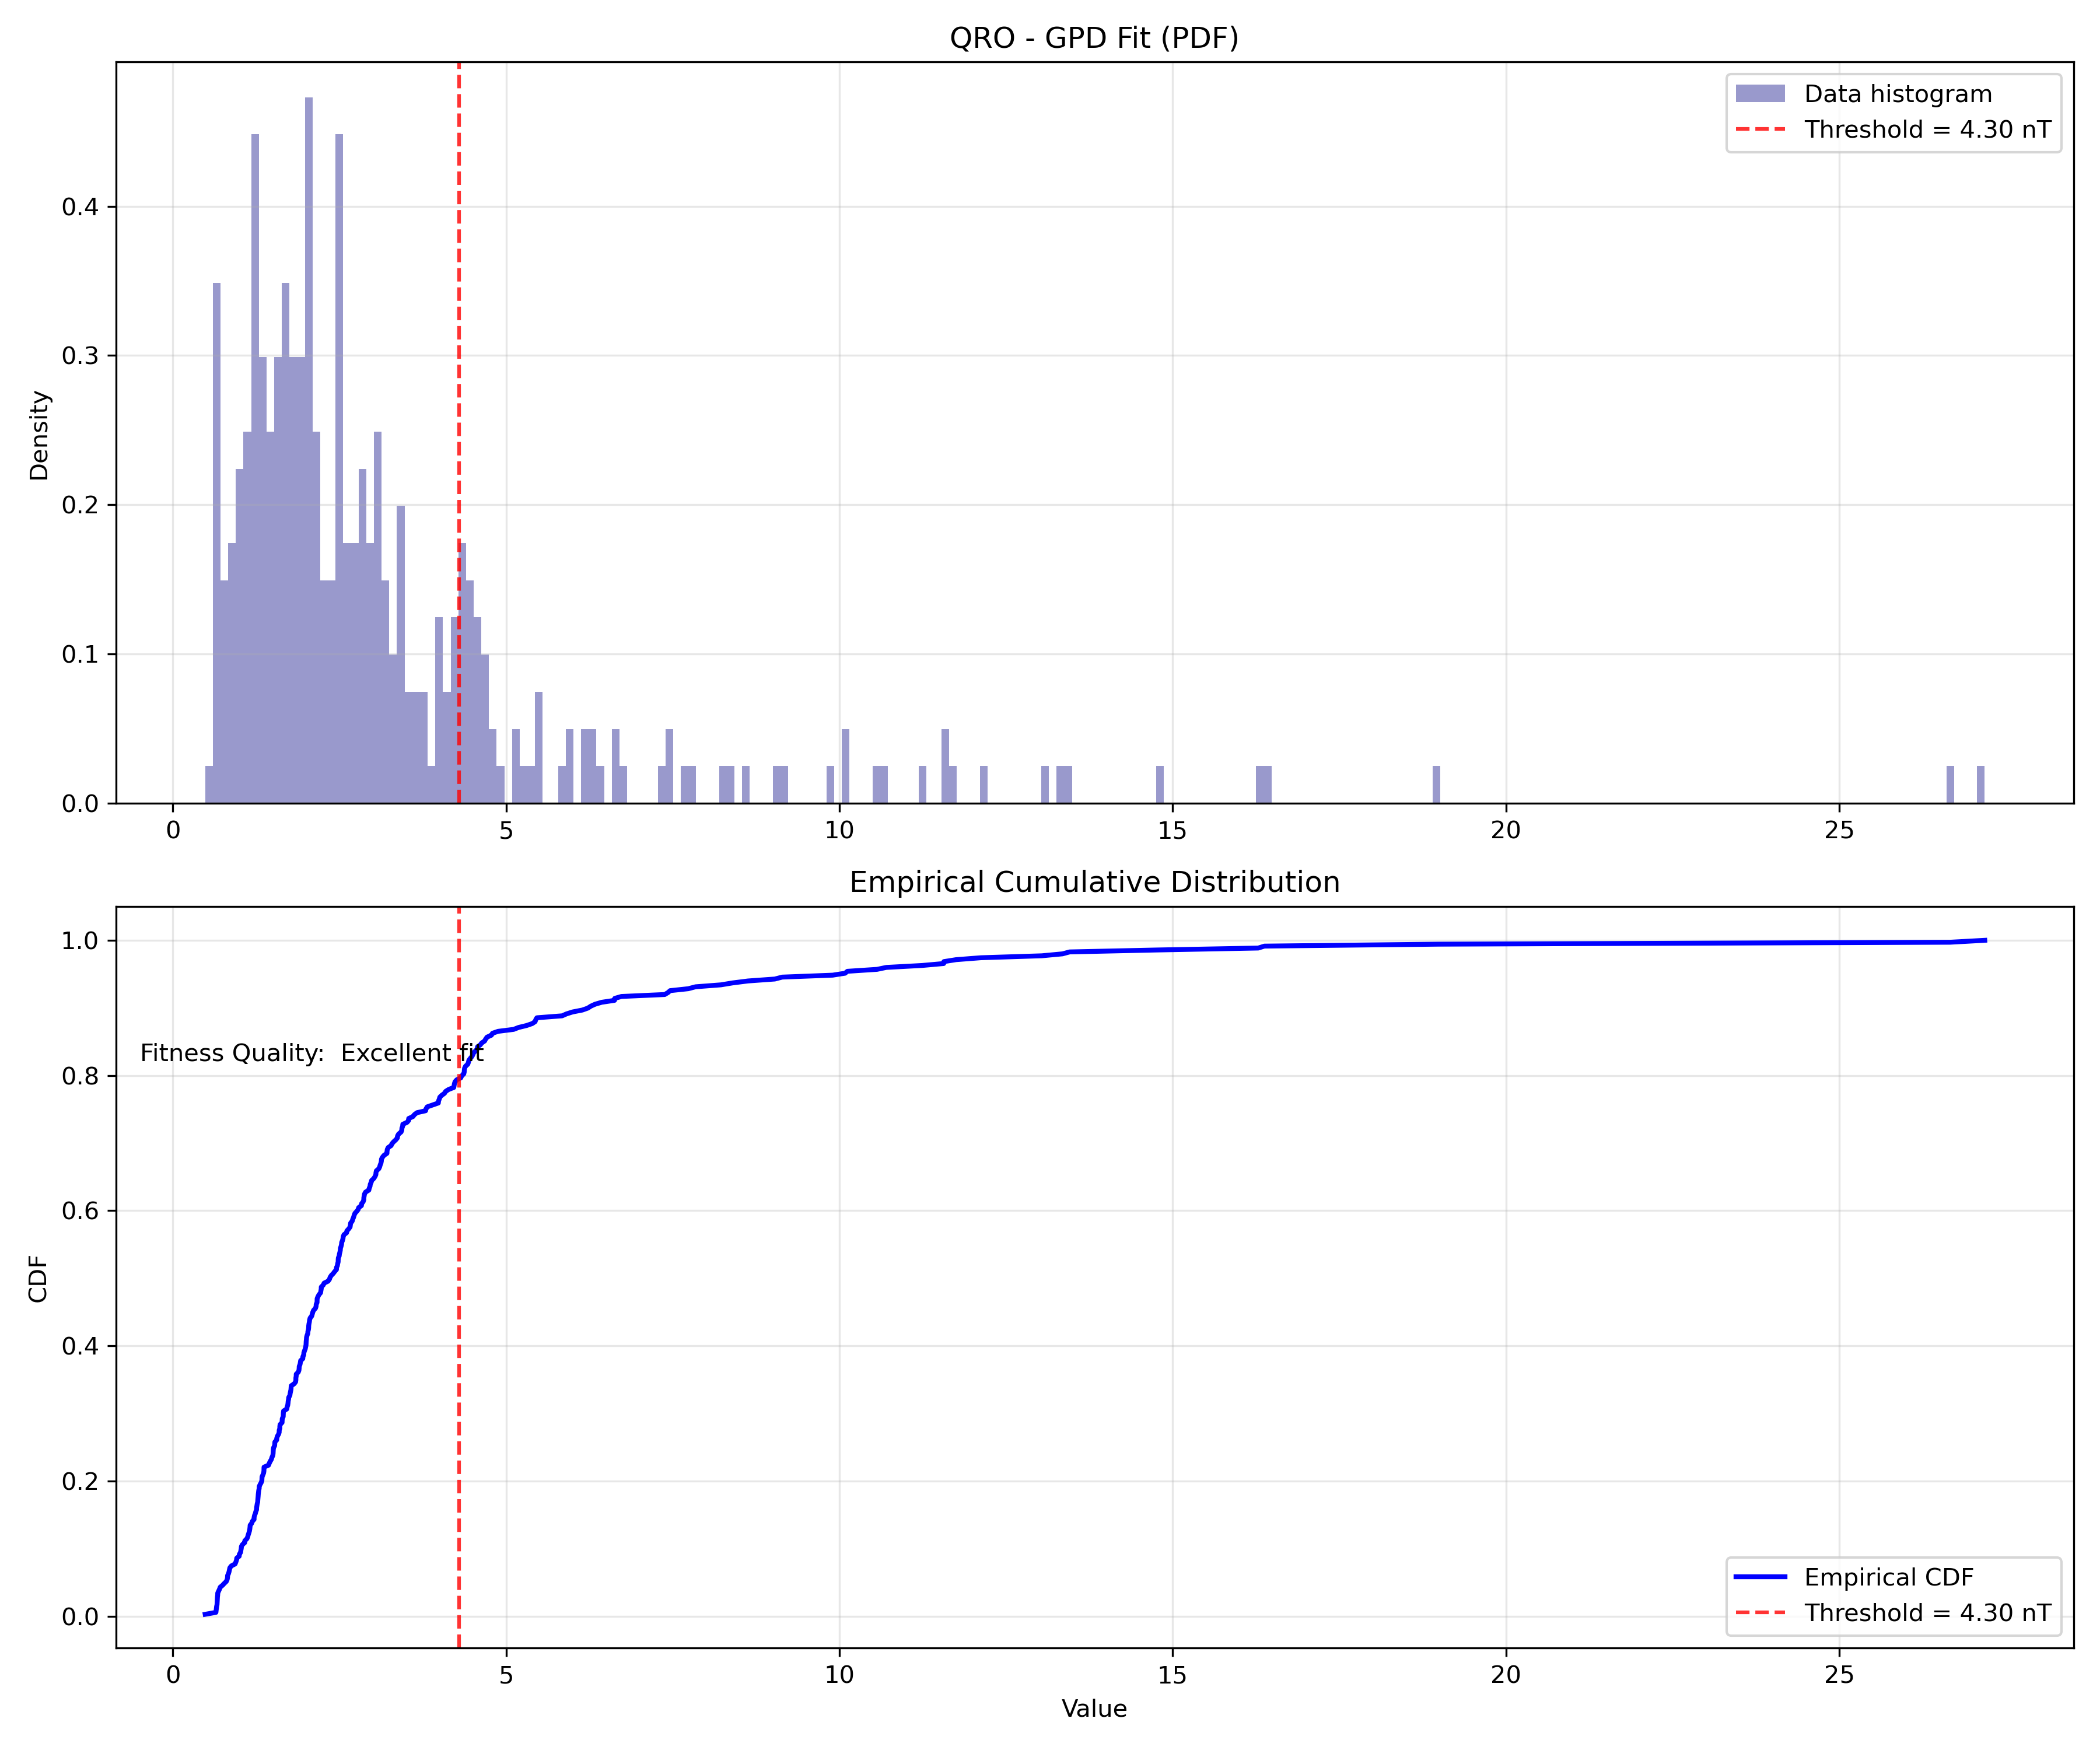 QRO - GPD Fit (PDF)
Data histogram
Threshold = 4.30 nT
Density
0.4
0.3
0.2
0.1
0.0
0 5 10 15 20 25
Empirical Cumulative Distribution
1.0
Fitness Quality:  Excellent fit
0.8
0.6
CDF
0.4
0.2
0.0
Empirical CDF
Threshold = 4.30 nT
0 5 10 15 20 25
Value